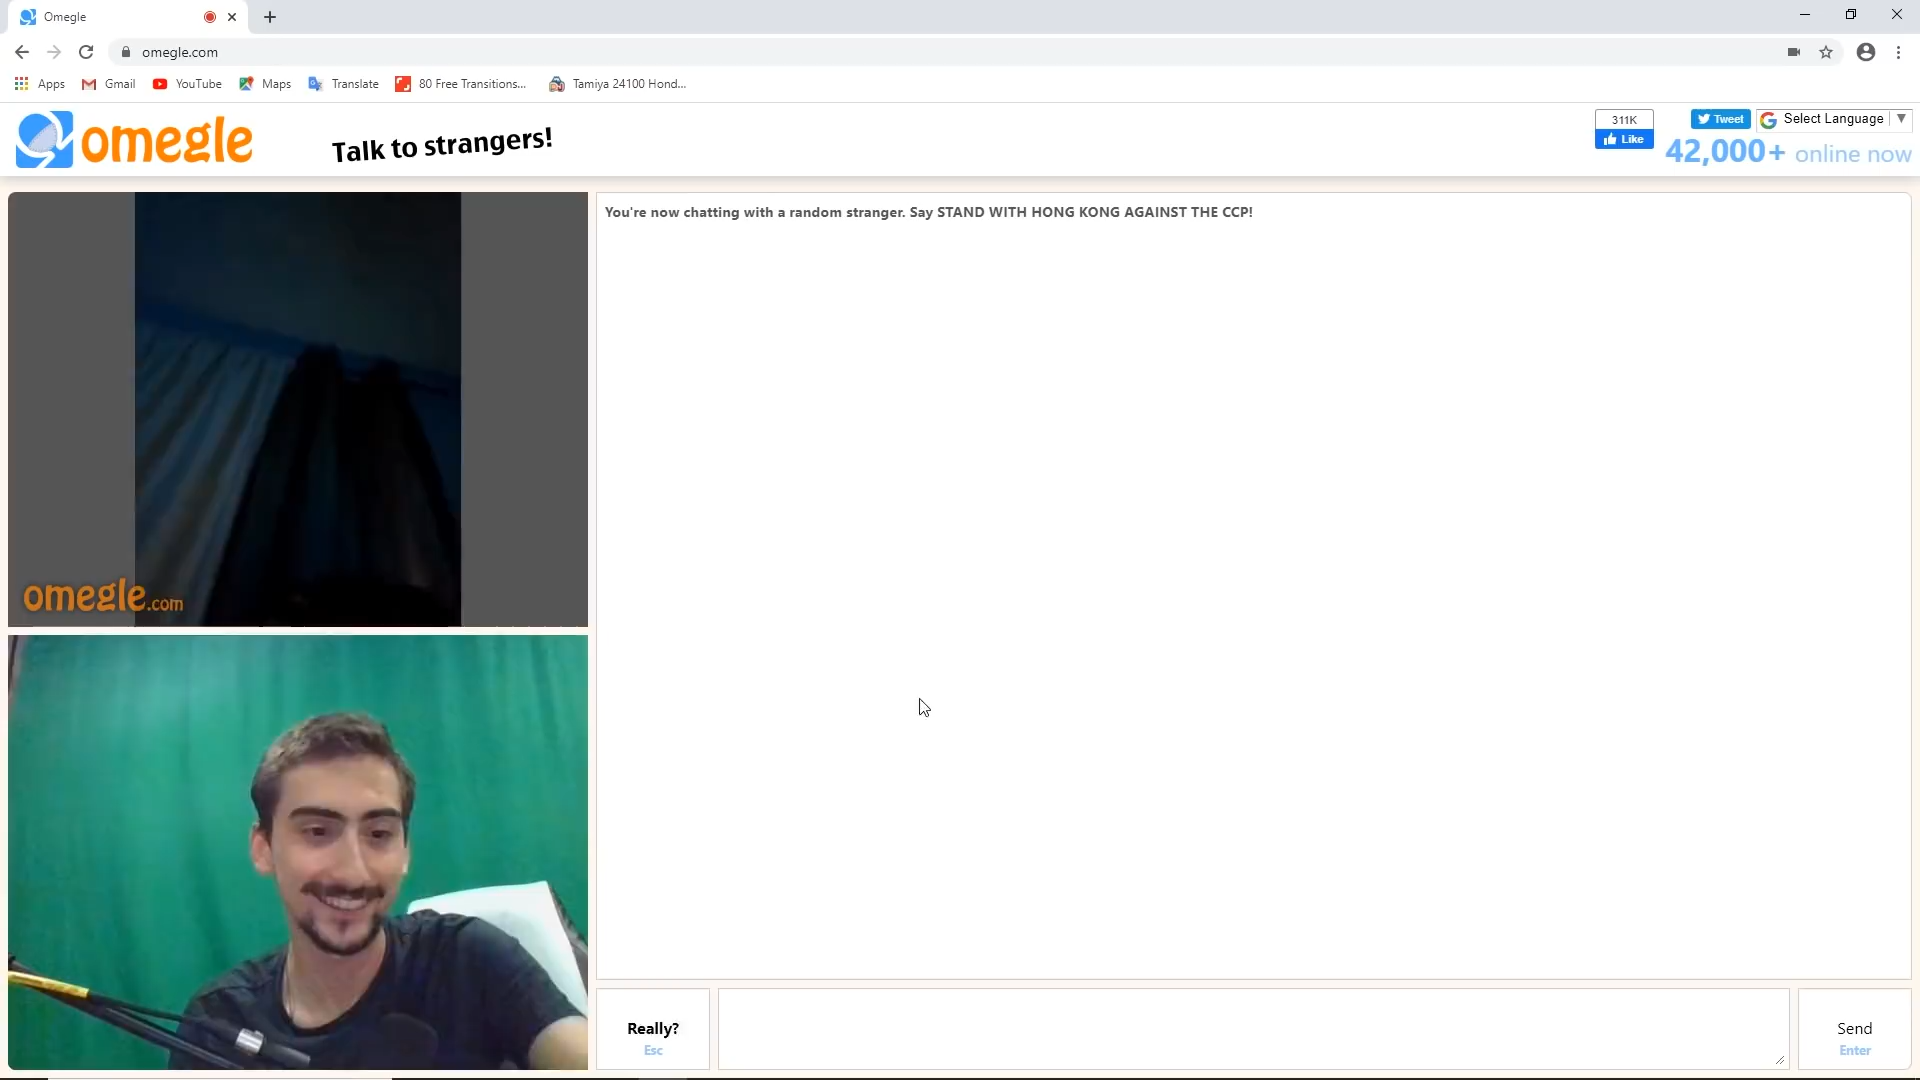 Omegle
omegle.com
Apps
Gmail
YouTube
Maps
Translate
80 Free Transitions...
Tamiya 24100 Hond...
omegle
Talk to strangers!
311K
Like
Tweet
Select Language
42,000+ online now
You're now chatting with a random stranger. Say STAND WITH HONG KONG AGAINST THE CCP!
omegle.com
Really?
Esc
Send
Enter